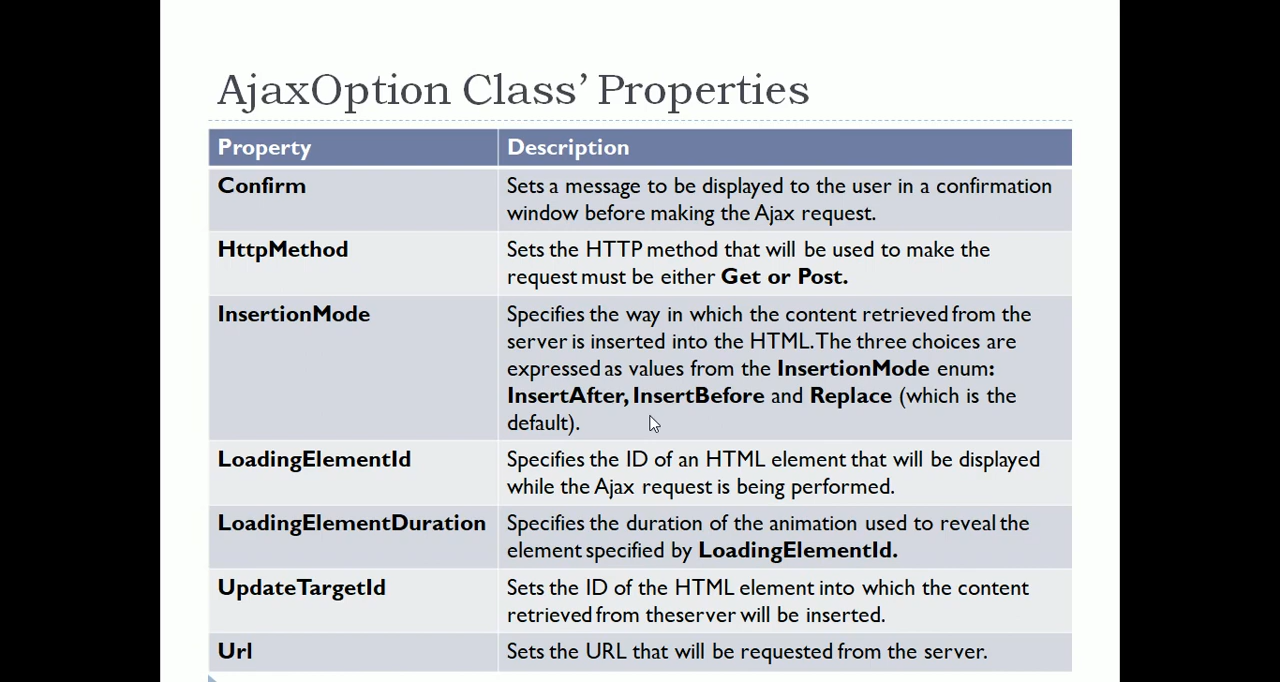 AjaxOption Class’ Properties
Property
Description
Confirm
Sets a message to be displayed to the user in a confirmation
window before making the Ajax request.
HttpMethod
Sets the HTTP method that will be used to make the
request must be either Get or Post.
InsertionMode
Specifies the way in which the content retrieved from the
server is inserted into the HTML. The three choices are
expressed as values from the InsertionMode enum:
InsertAfter, InsertBefore and Replace (which is the
default).
LoadingElementId
Specifies the ID of an HTML element that will be displayed
while the Ajax request is being performed.
LoadingElementDuration
Specifies the duration of the animation used to reveal the
element specified by LoadingElementId.
UpdateTargetId
Sets the ID of the HTML element into which the content
retrieved from theserver will be inserted.
Url
Sets the URL that will be requested from the server.